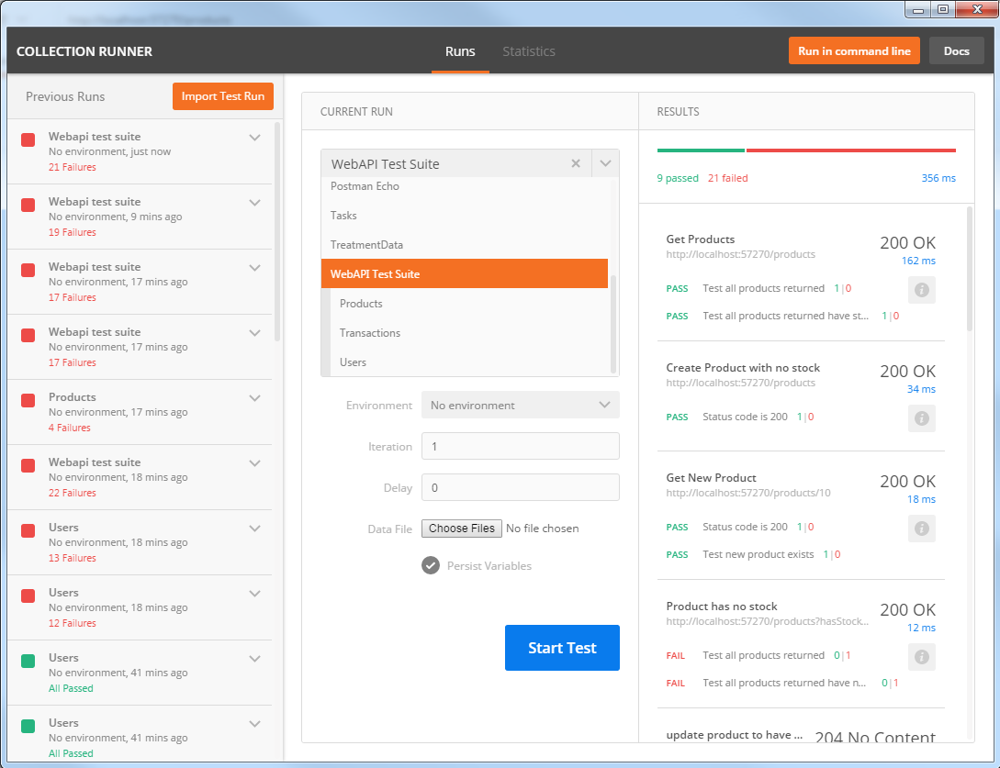 COLLECTION RUNNER
Runs
Statistics
Run in command line
Docs
Previous Runs
Import Test Run
Webapi test suite
No environment, just now
21 Failures
Webapi test suite
No environment, 9 mins ago
19 Failures
Webapi test suite
No environment, 17 mins ago
17 Failures
Webapi test suite
No environment, 17 mins ago
17 Failures
Products
No environment, 17 mins ago
4 Failures
Webapi test suite
No environment, 18 mins ago
22 Failures
Users
No environment, 18 mins ago
13 Failures
Users
No environment, 18 mins ago
12 Failures
Users
No environment, 41 mins ago
All Passed
Users
No environment, 41 mins ago
All Passed
CURRENT RUN
WebAPI Test Suite
Postman Echo
Tasks
TreatmentData
WebAPI Test Suite
Products
Transactions
Users
Environment No environment
Iteration 1
Delay 0
Data File Choose Files No file chosen
Persist Variables
Start Test
RESULTS
9 passed 21 failed 356 ms
Get Products 200 OK
http://localhost:57270/products 162 ms
PASS Test all products returned 1|0
PASS Test all products returned have st... 1|0
Create Product with no stock 200 OK
http://localhost:57270/products 34 ms
PASS Status code is 200 1|0
Get New Product 200 OK
http://localhost:57270/products/10 18 ms
PASS Status code is 200 1|0
PASS Test new product exists 1|0
Product has no stock 200 OK
http://localhost:57270/products?hasStock... 12 ms
FAIL Test all products returned 0|1
FAIL Test all products returned have n... 0|1
update product to have ... 204 No Content